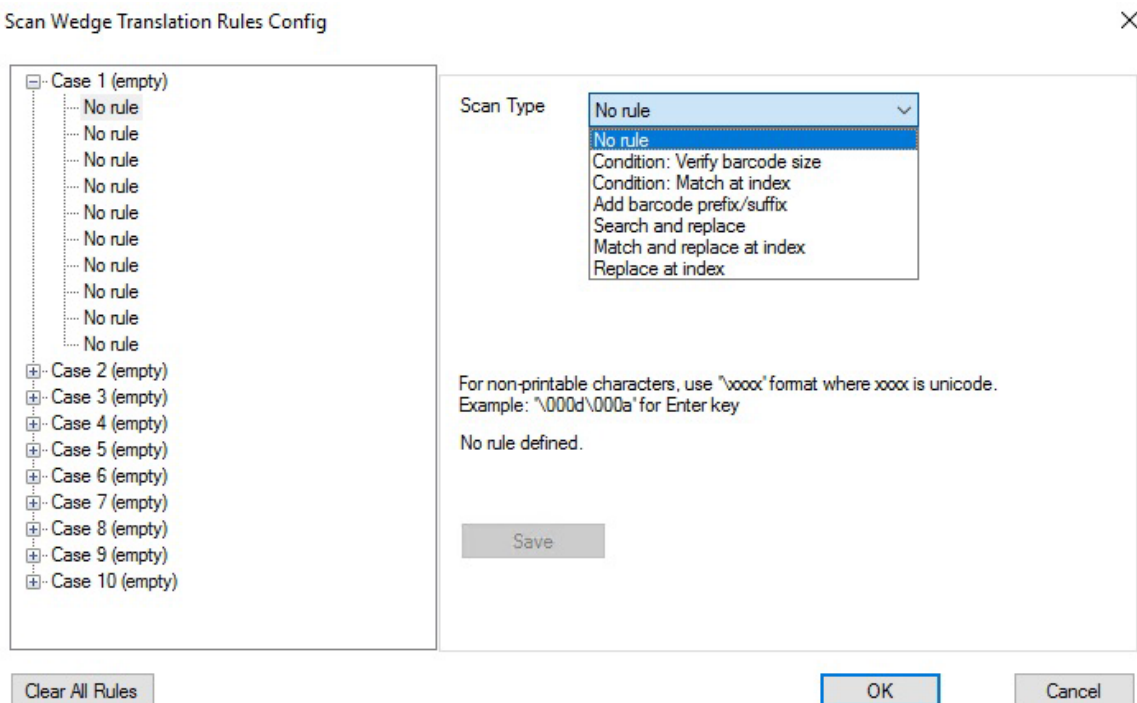 Scan Wedge Translation Rules Config
Case 1 (empty)
No rule
No rule
No rule
No rule
No rule
No rule
No rule
No rule
No rule
No rule
Case 2 (empty)
Case 3 (empty)
Case 4 (empty)
Case 5 (empty)
Case 6 (empty)
Case 7 (empty)
Case 8 (empty)
Case 9 (empty)
Case 10 (empty)
Scan Type
No rule
No rule
Condition: Verify barcode size
Condition: Match at index
Add barcode prefix/suffix
Search and replace
Match and replace at index
Replace at index
For non-printable characters, use "\xxxx" format where xxxx is unicode.
Example: "\000d\000a" for Enter key
No rule defined.
Save
Clear All Rules
OK
Cancel